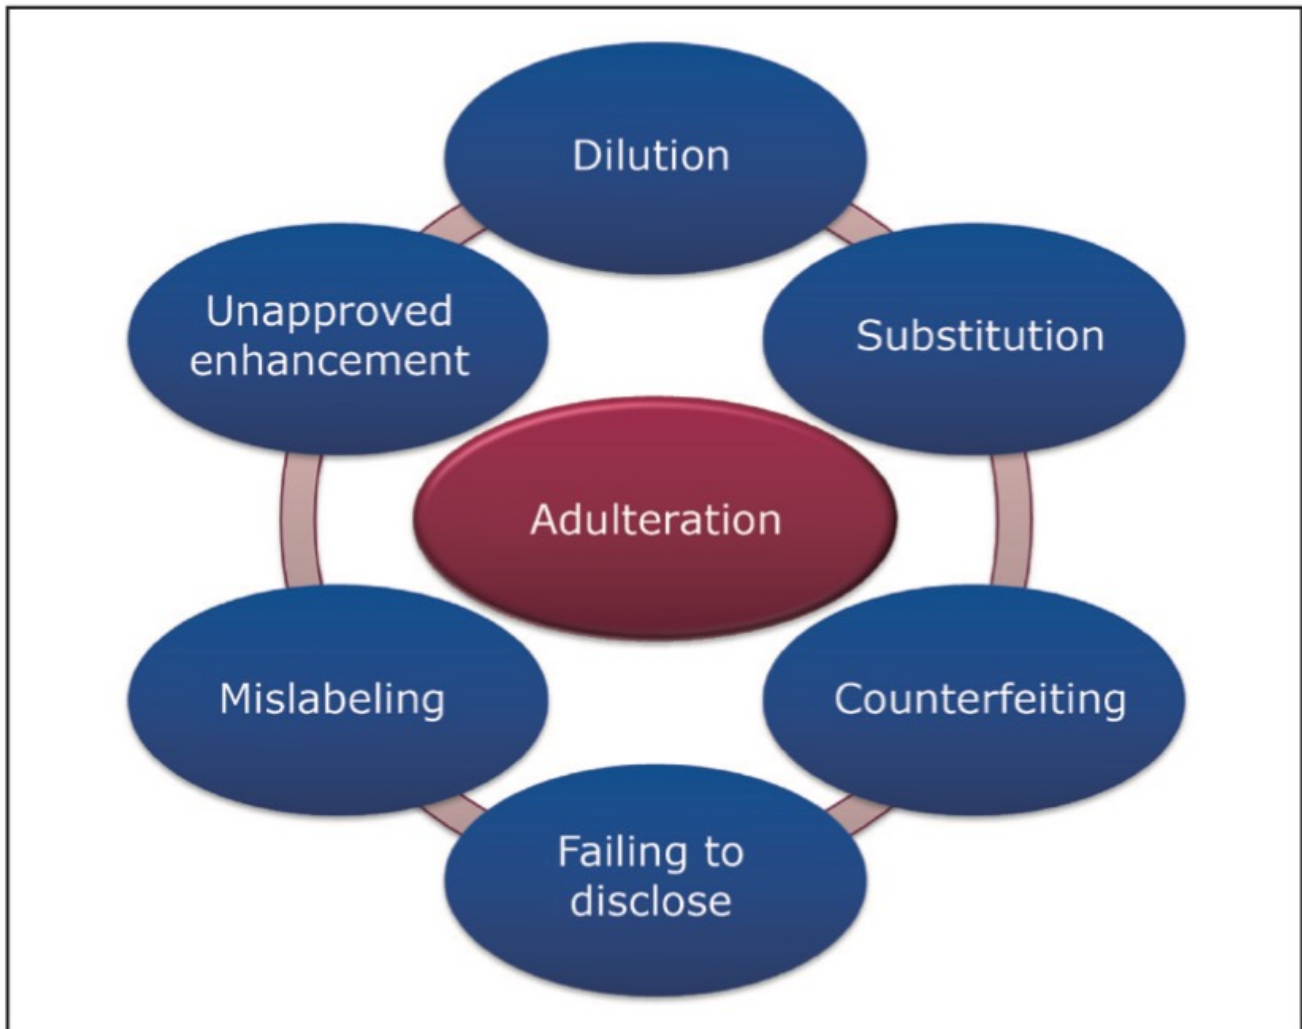 Dilution
Substitution
Counterfeiting
Failing to
disclose
Mislabeling
Unapproved
enhancement
Adulteration